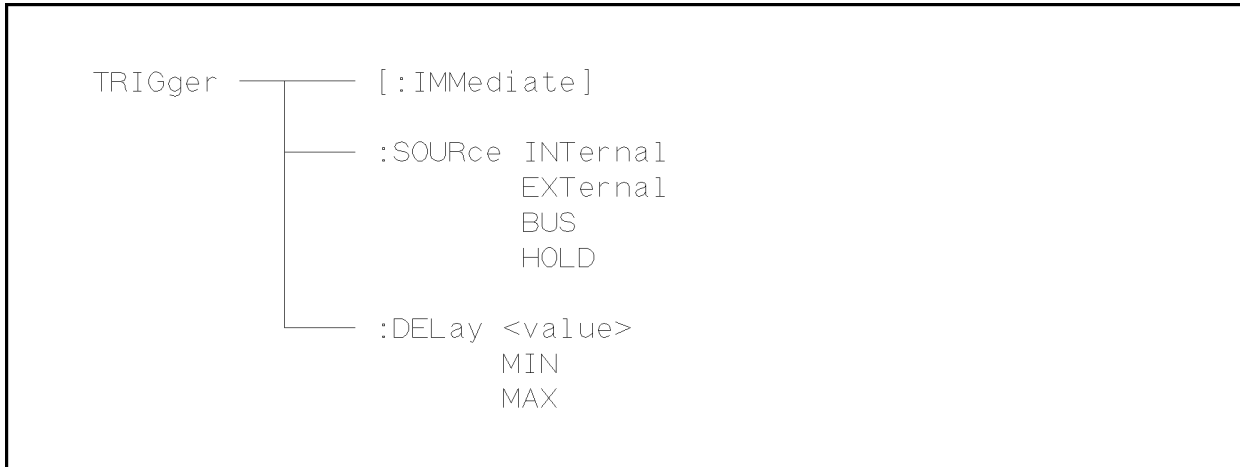 TRIGger [:IMMediate]
:SOURce INTernal
EXTernal
BUS
HOLD
:DELay <value>
MIN
MAX